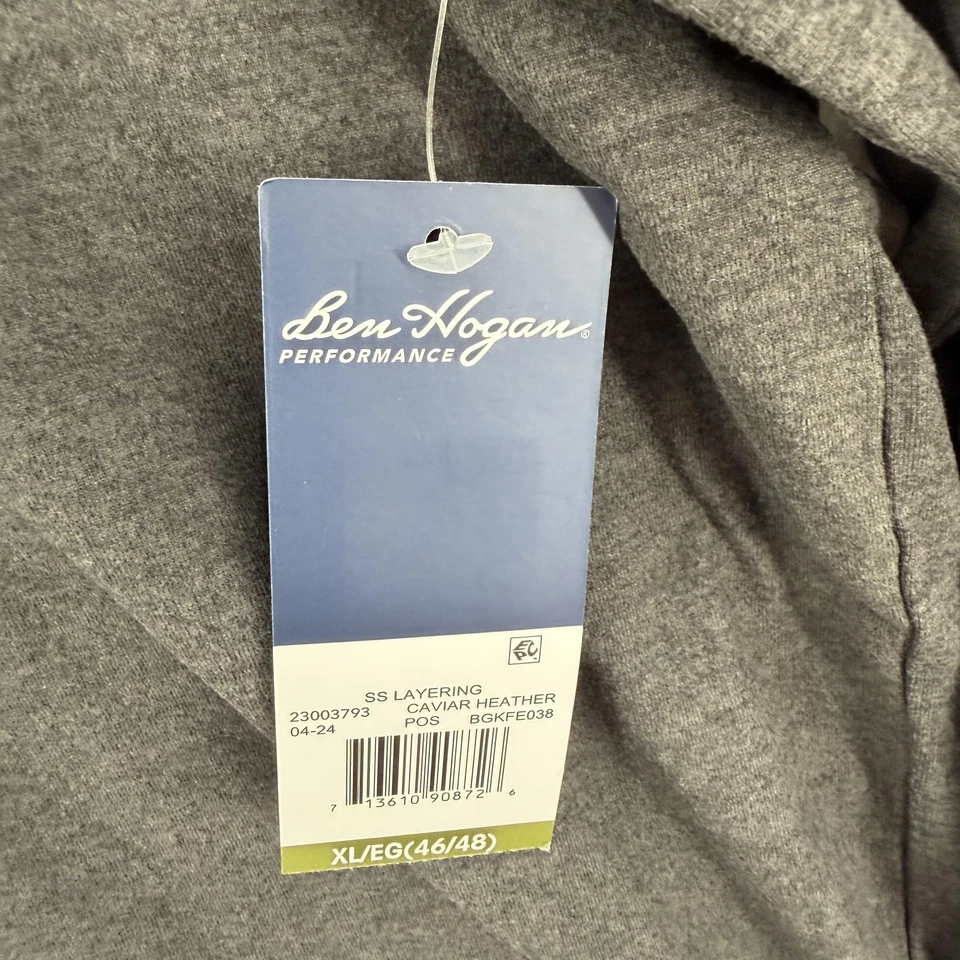 Ben Hogan®
PERFORMANCE
EPC
SS LAYERING
23003793 CAVIAR HEATHER
04-24 POS BGKFE038
7 13610 90872 6
XL/EG(46/48)